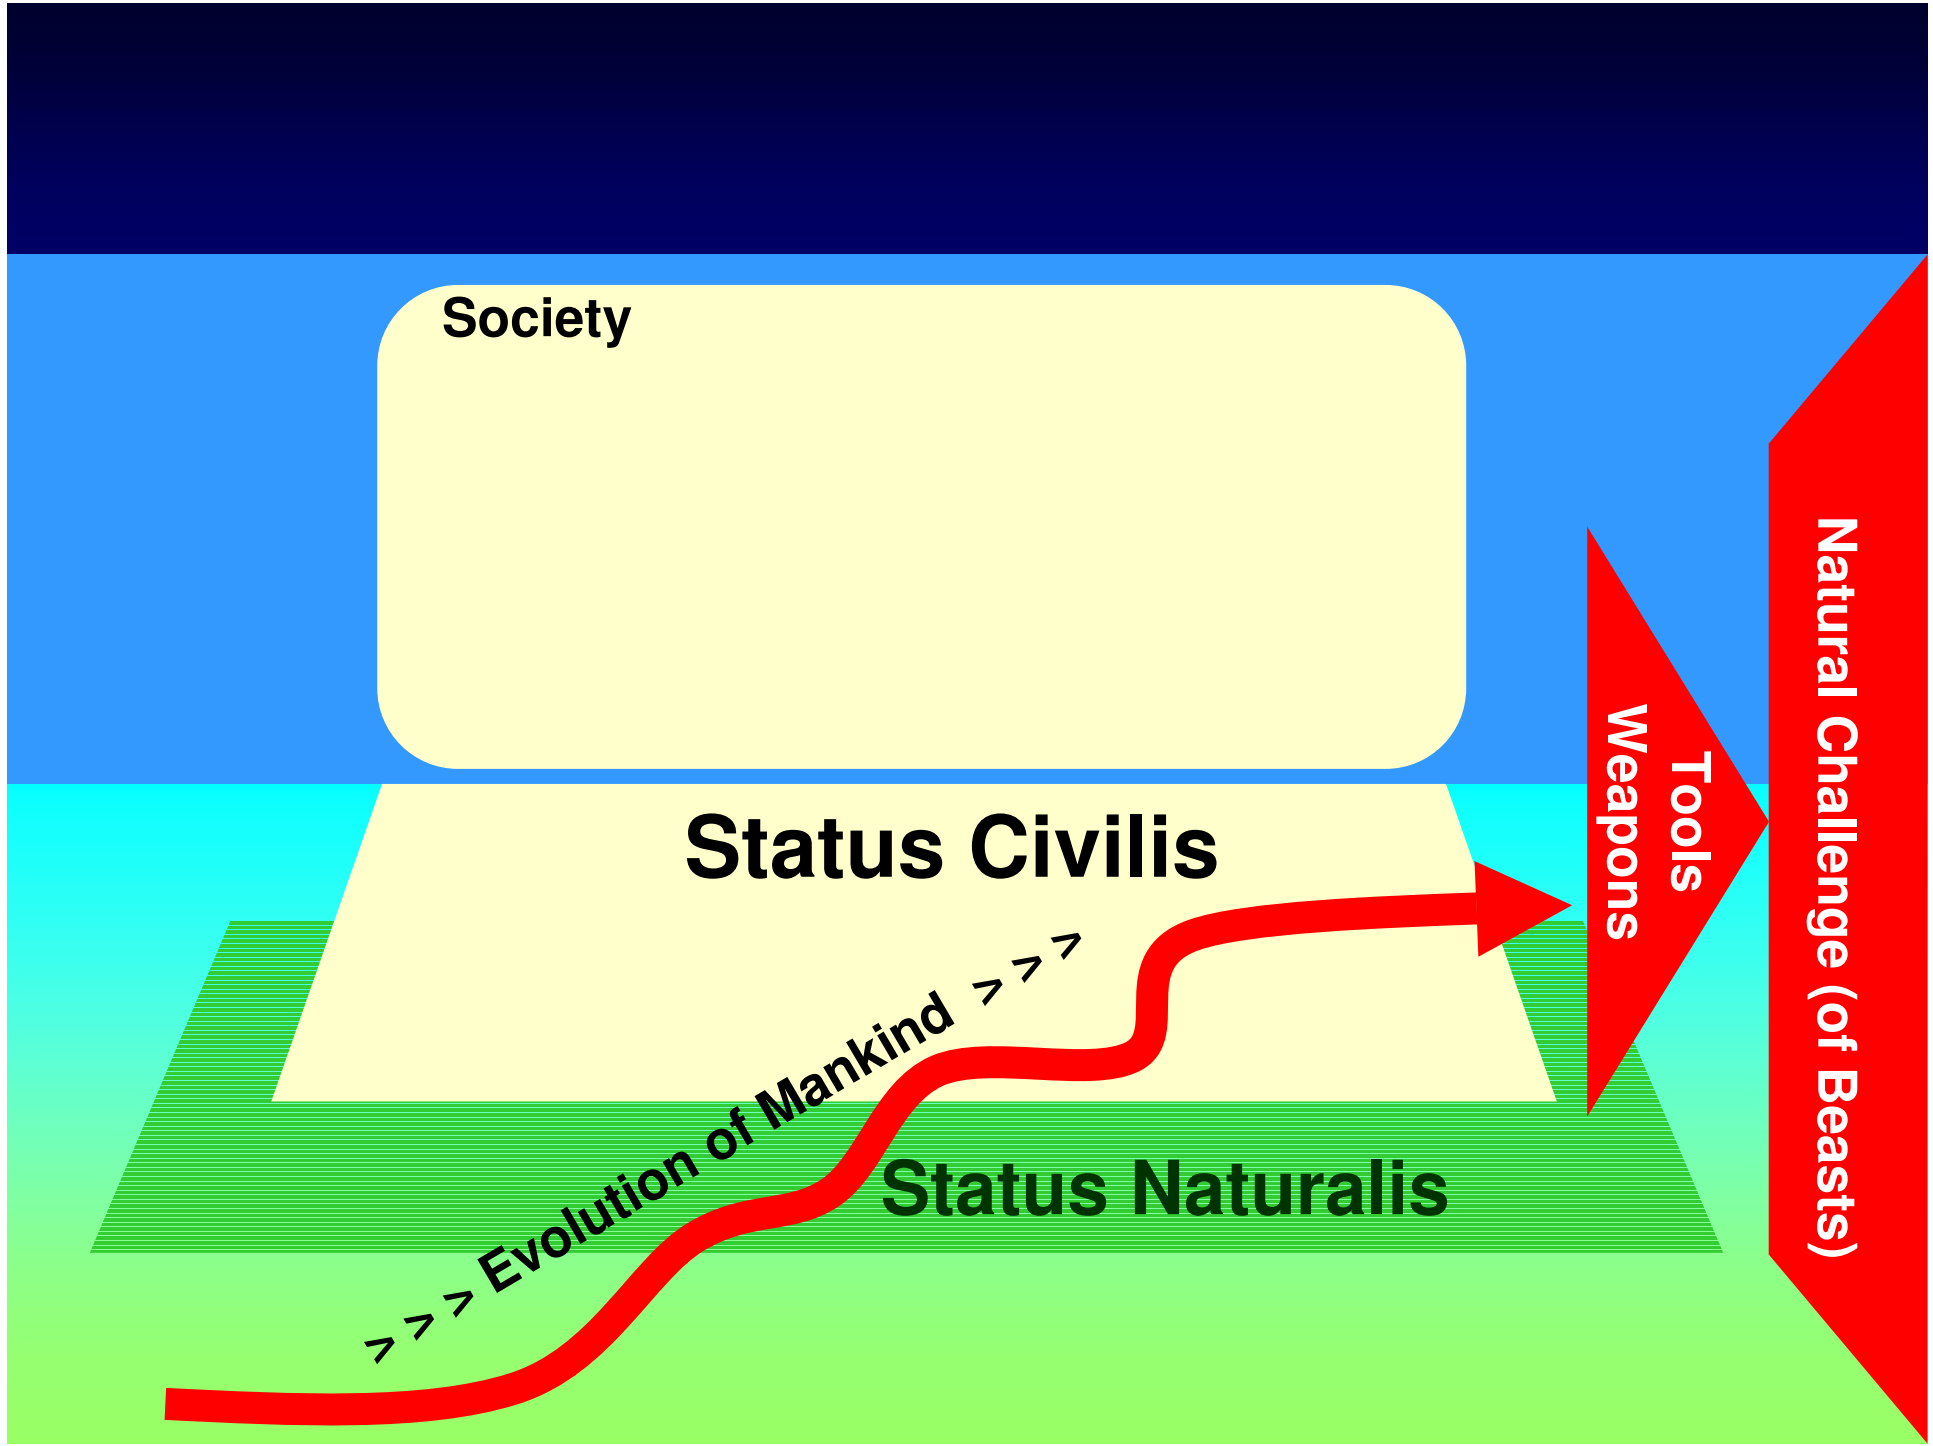 Society
Status Civilis
> > > Evolution of Mankind > > >
Status Naturalis
Tools
Weapons
Natural Challenge (of Beasts)